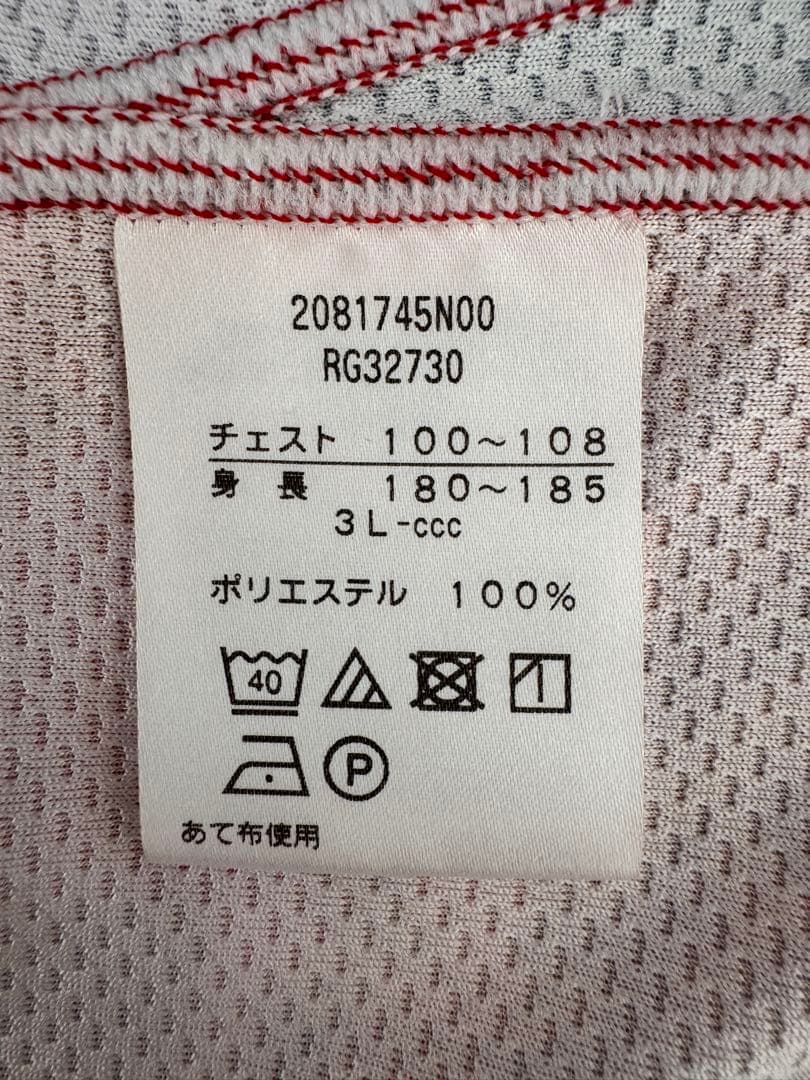 2081745N00
RG32730
チェスト 100〜108
身長 180〜185
3L-ccc
ポリエステル 100%
40
P
あて布使用